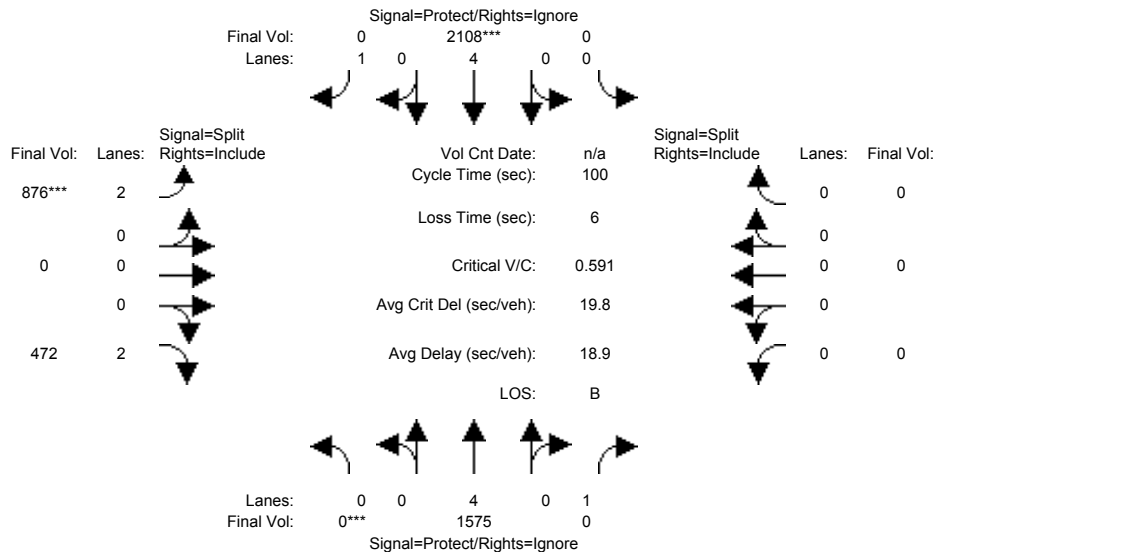 Signal=Protect/Rights=Ignore
Final Vol: 0 2108*** 0
Lanes: 1 0 4 0 0
Signal=Split Signal=Split
Final Vol: Lanes: Rights=Include Vol Cnt Date: n/a Rights=Include Lanes: Final Vol:
Cycle Time (sec): 100
876*** 2 0 0
Loss Time (sec): 6
0 0
0 0 Critical V/C: 0.591 0 0
0 Avg Crit Del (sec/veh): 19.8 0
472 2 Avg Delay (sec/veh): 18.9 0 0
LOS: B
Lanes: 0 0 4 0 1
Final Vol: 0*** 1575 0
Signal=Protect/Rights=Ignore